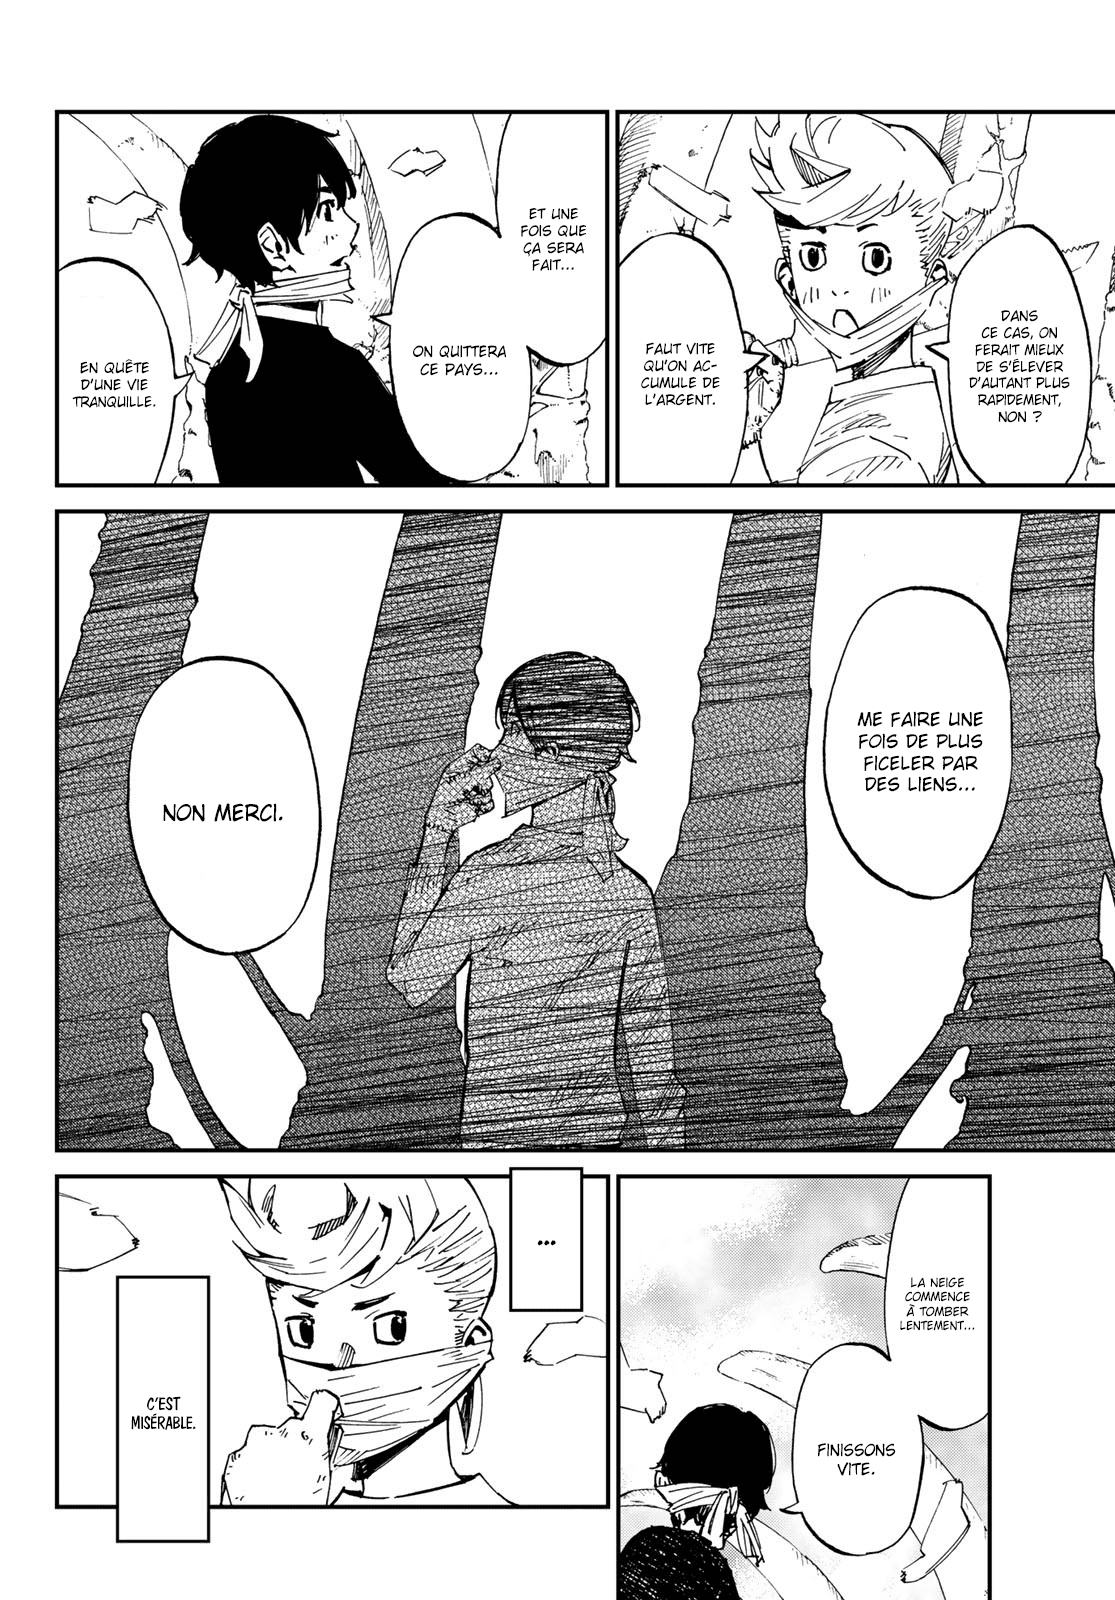 DANS
CE CAS, ON
FERAIT MIEUX
DE S'ÉLEVER
D'AUTANT PLUS
RAPIDEMENT,
NON ?
FAUT VITE
QU'ON AC-
CUMULE DE
L'ARGENT.
ET UNE
FOIS QUE
ÇA SERA
FAIT...
ON QUITTERA
CE PAYS...
EN QUÊTE
D'UNE VIE
TRANQUILLE.
ME FAIRE UNE
FOIS DE PLUS
FICELER PAR
DES LIENS...
NON MERCI.
LA NEIGE
COMMENCE
À TOMBER
LENTEMENT...
FINISSONS
VITE.
...
C'EST
MISÉRABLE.